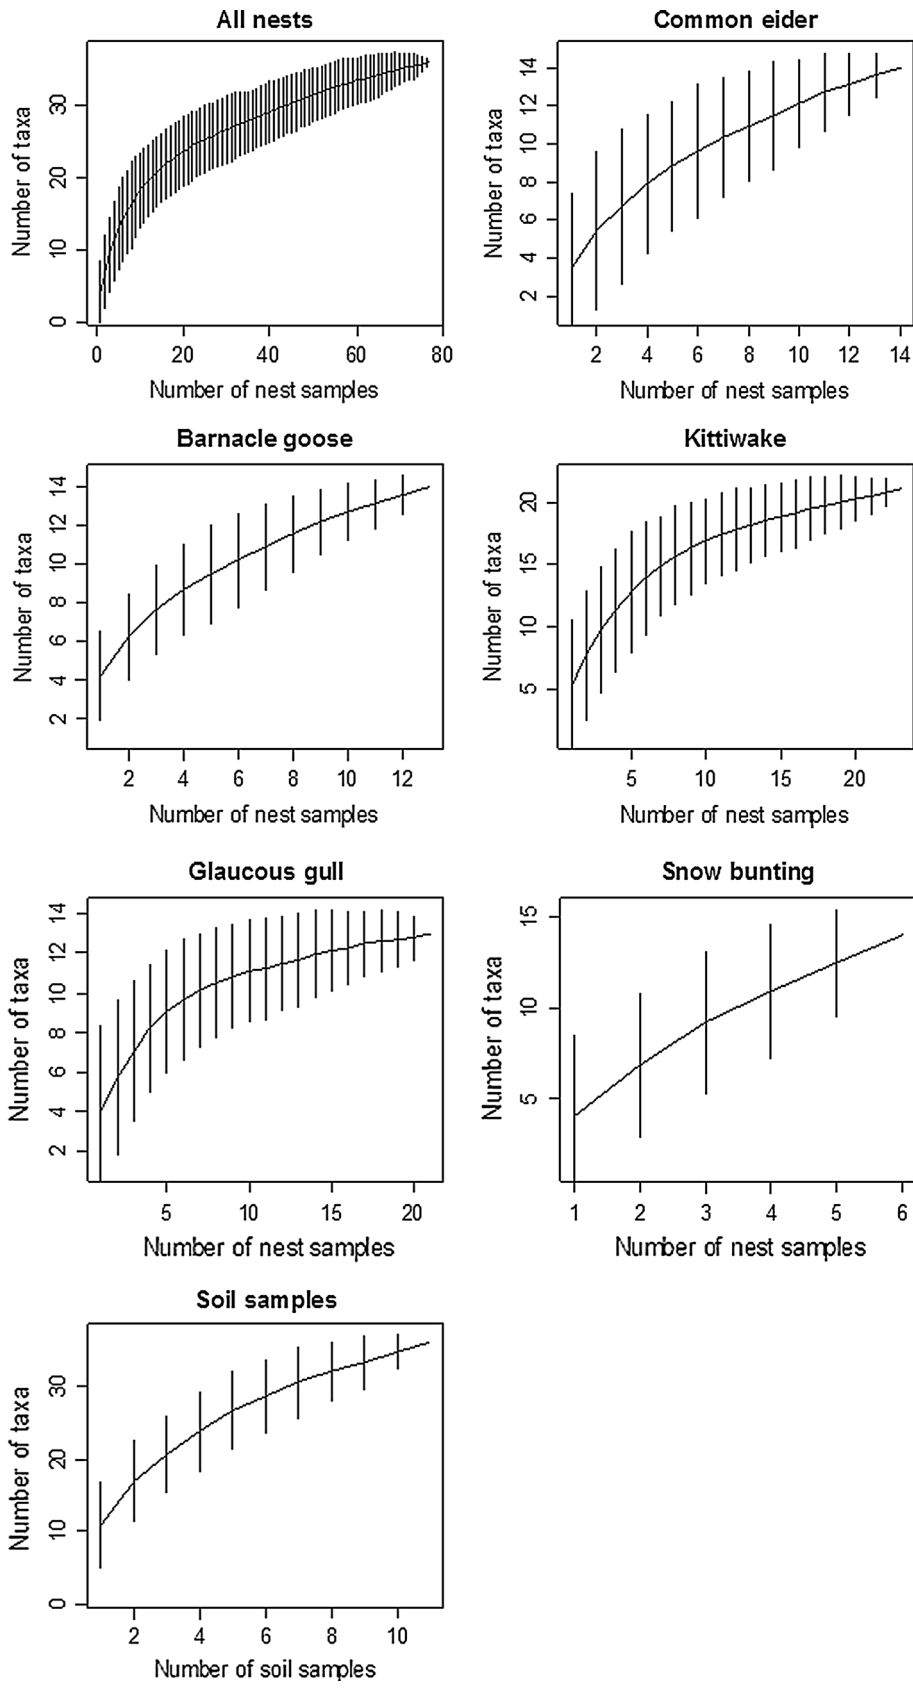 All nests
Number of taxa
30
20
10
0
0 20 40 60 80
Number of nest samples
Common eider
Number of taxa
14
12
10
8
6
4
2
2 4 6 8 10 12 14
Number of nest samples
Barnacle goose
Number of taxa
14
12
10
8
6
4
2
2 4 6 8 10 12
Number of nest samples
Kittiwake
Number of taxa
20
15
10
5
5 10 15 20
Number of nest samples
Glaucous gull
Number of taxa
14
12
10
8
6
4
2
5 10 15 20
Number of nest samples
Snow bunting
Number of taxa
15
10
5
1 2 3 4 5 6
Number of nest samples
Soil samples
Number of taxa
30
20
10
0
2 4 6 8 10
Number of soil samples